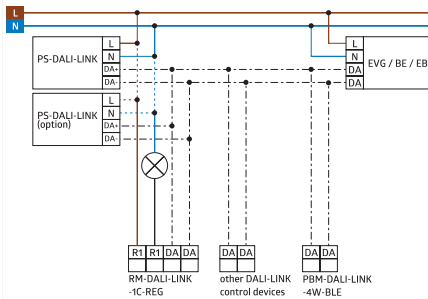 L
N
PS-DALI-LINK
L
N
DA+
DA-
L
N
DA
DA
EVG / BE / EB
PS-DALI-LINK
(option)
L
N
DA+
DA-
R1 R1 DA DA
DA DA
DA DA
RM-DALI-LINK
-1C-REG
other DALI-LINK
control devices
PBM-DALI-LINK
-4W-BLE